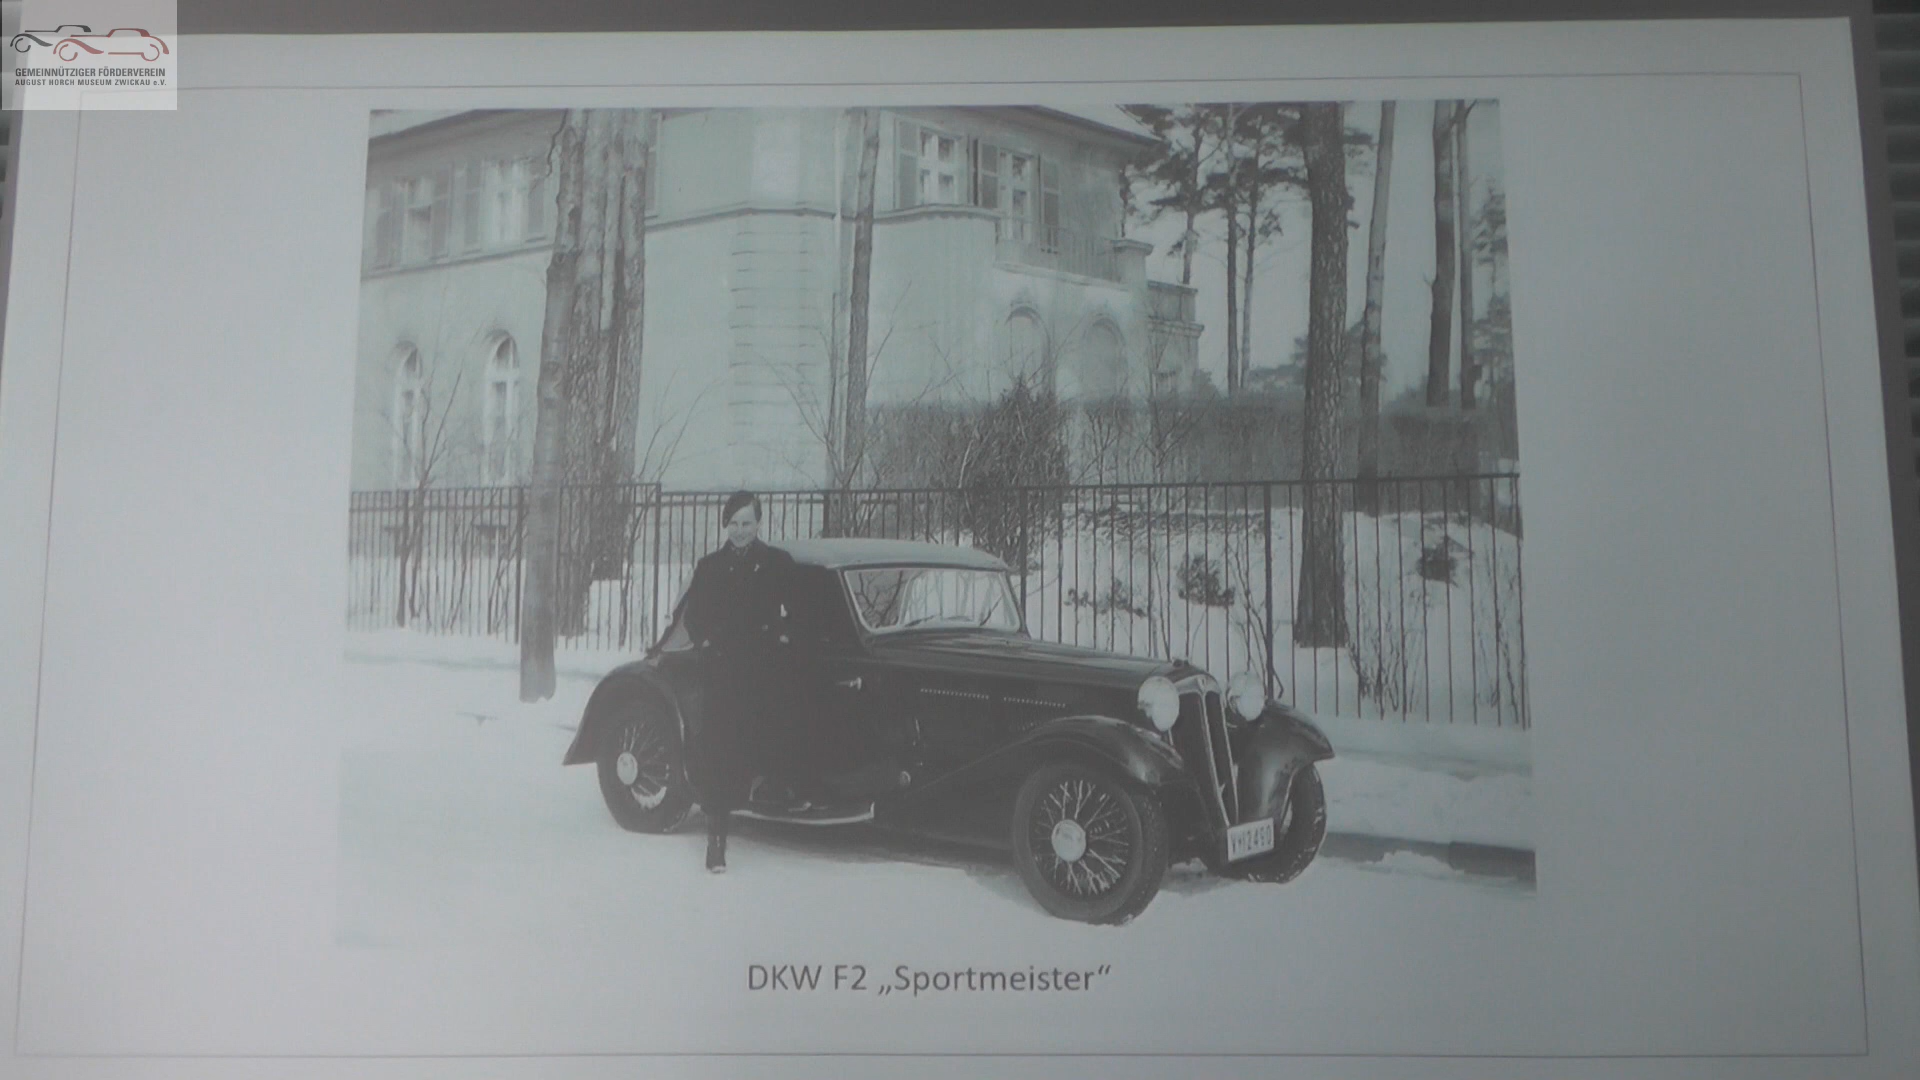 GEMEINNÜTZIGER FÖRDERVEREIN
AUGUST HORCH MUSEUM ZWICKAU e.V.
DKW F2 „Sportmeister“